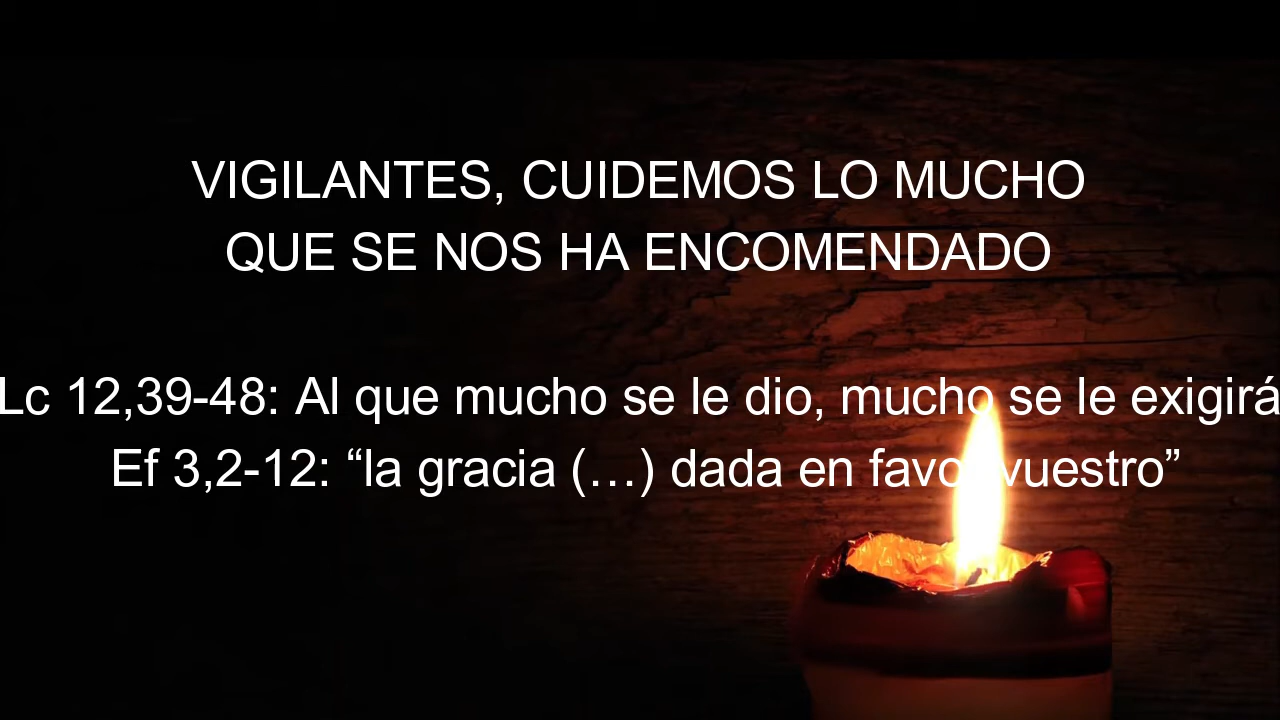 VIGILANTES, CUIDEMOS LO MUCHO
QUE SE NOS HA ENCOMENDADO
Lc 12,39-48: Al que mucho se le dio, mucho se le exigirá
Ef 3,2-12: “la gracia (…) dada en favor vuestro”